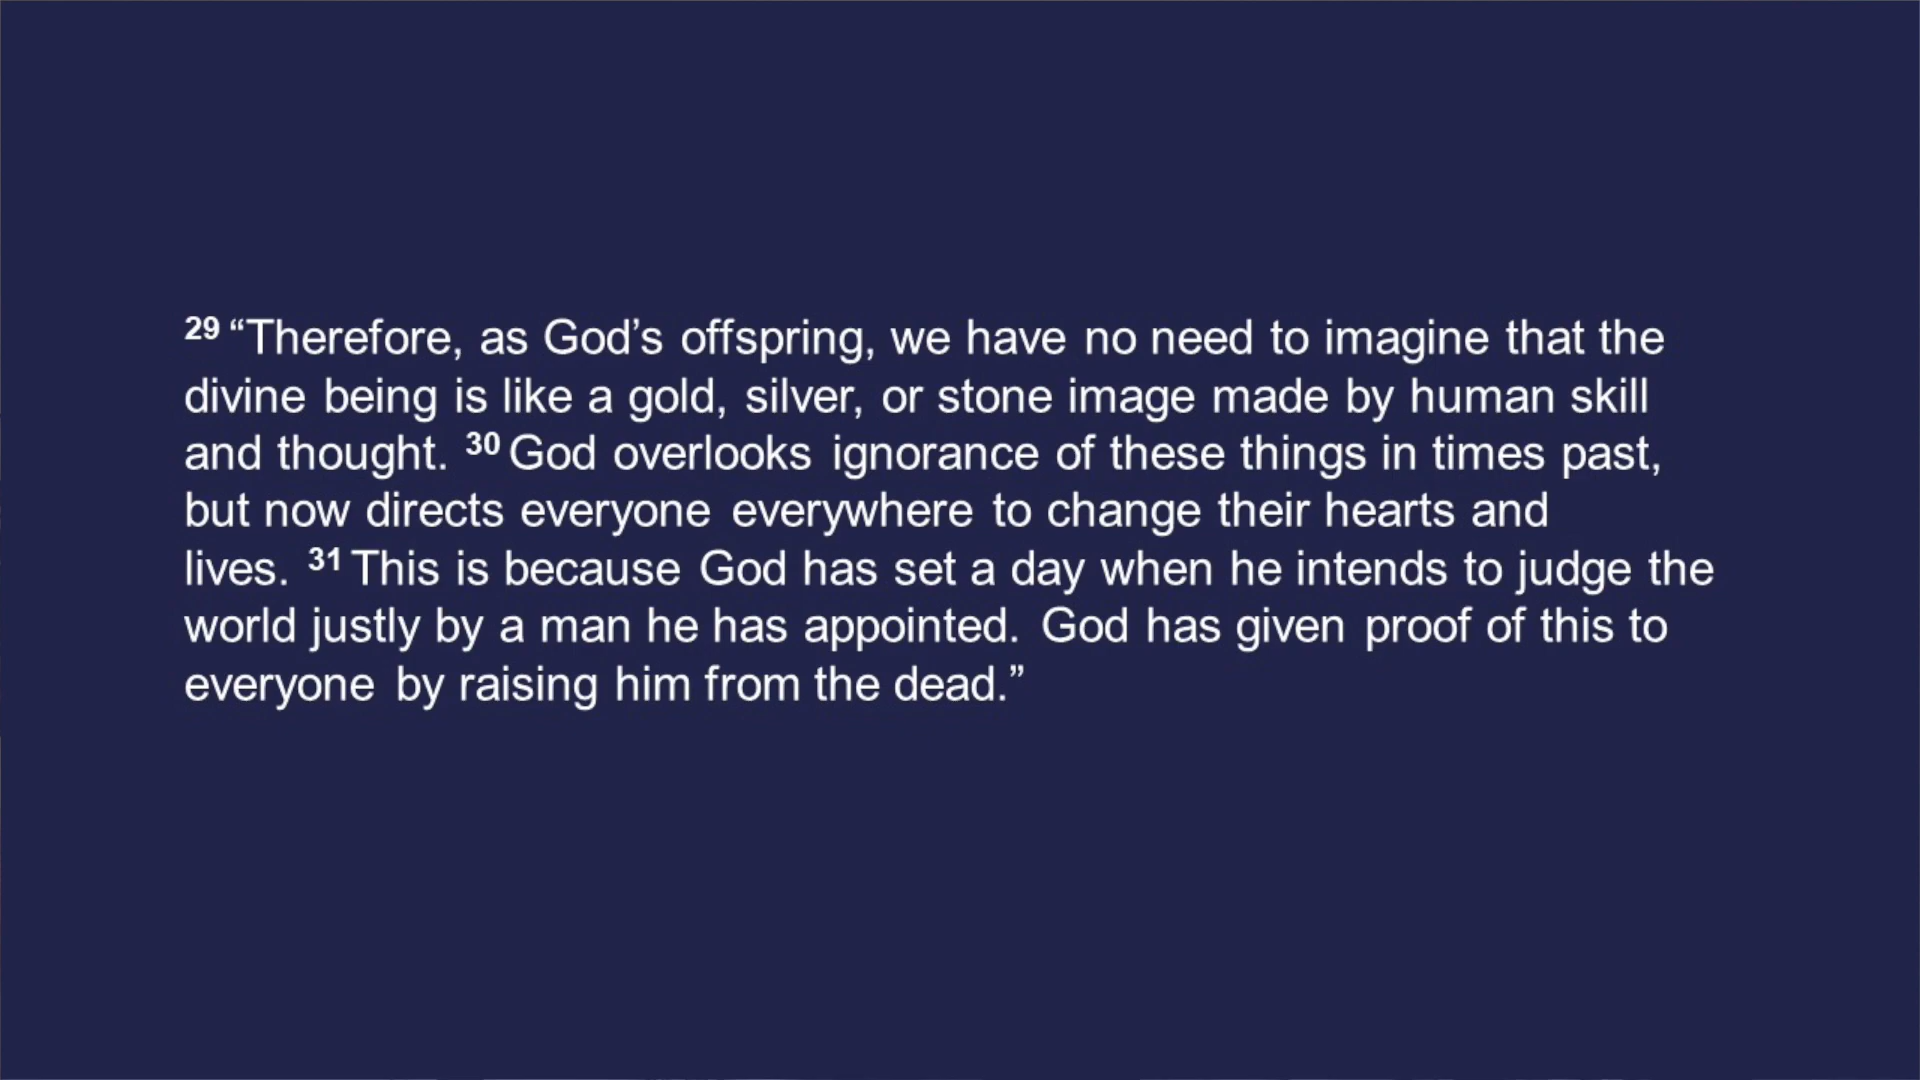 29 “Therefore, as God’s offspring, we have no need to imagine that the
divine being is like a gold, silver, or stone image made by human skill
and thought. 30 God overlooks ignorance of these things in times past,
but now directs everyone everywhere to change their hearts and
lives. 31 This is because God has set a day when he intends to judge the
world justly by a man he has appointed. God has given proof of this to
everyone by raising him from the dead.”